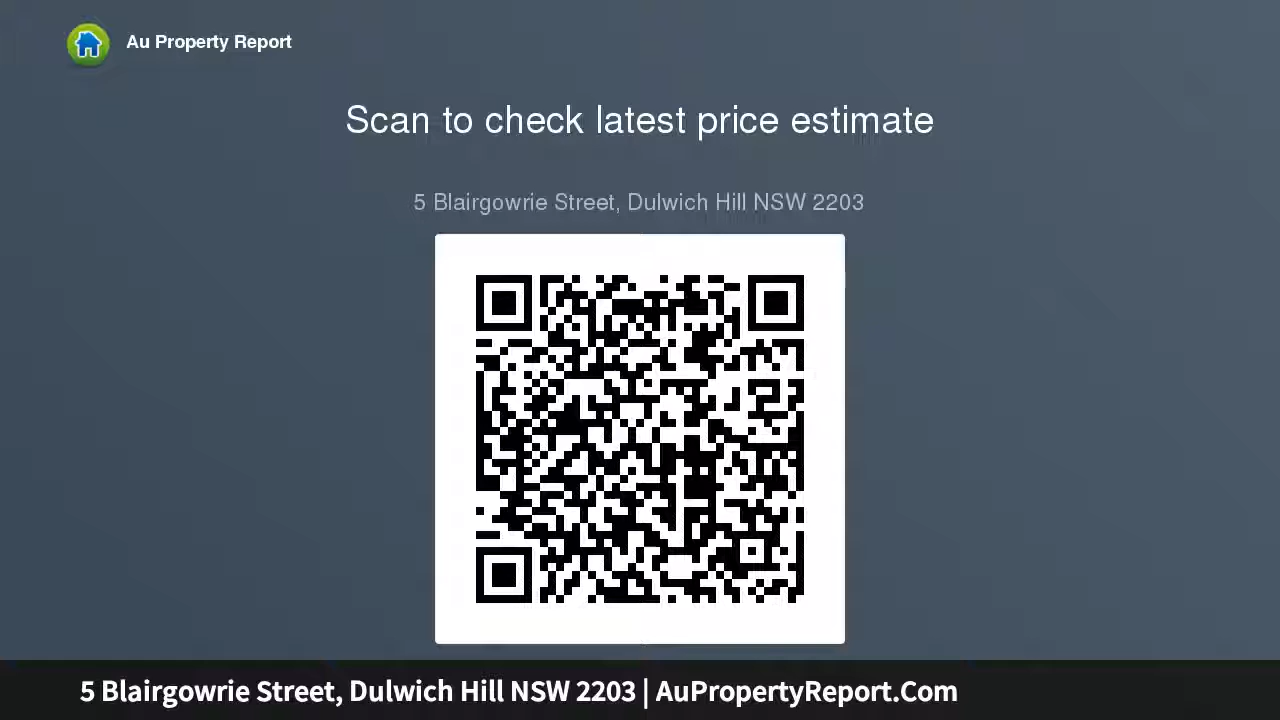 Au Property Report
Scan to check latest price estimate
5 Blairgowrie Street, Dulwich Hill NSW 2203
5 Blairgowrie Street, Dulwich Hill NSW 2203 | AuPropertyReport.Com